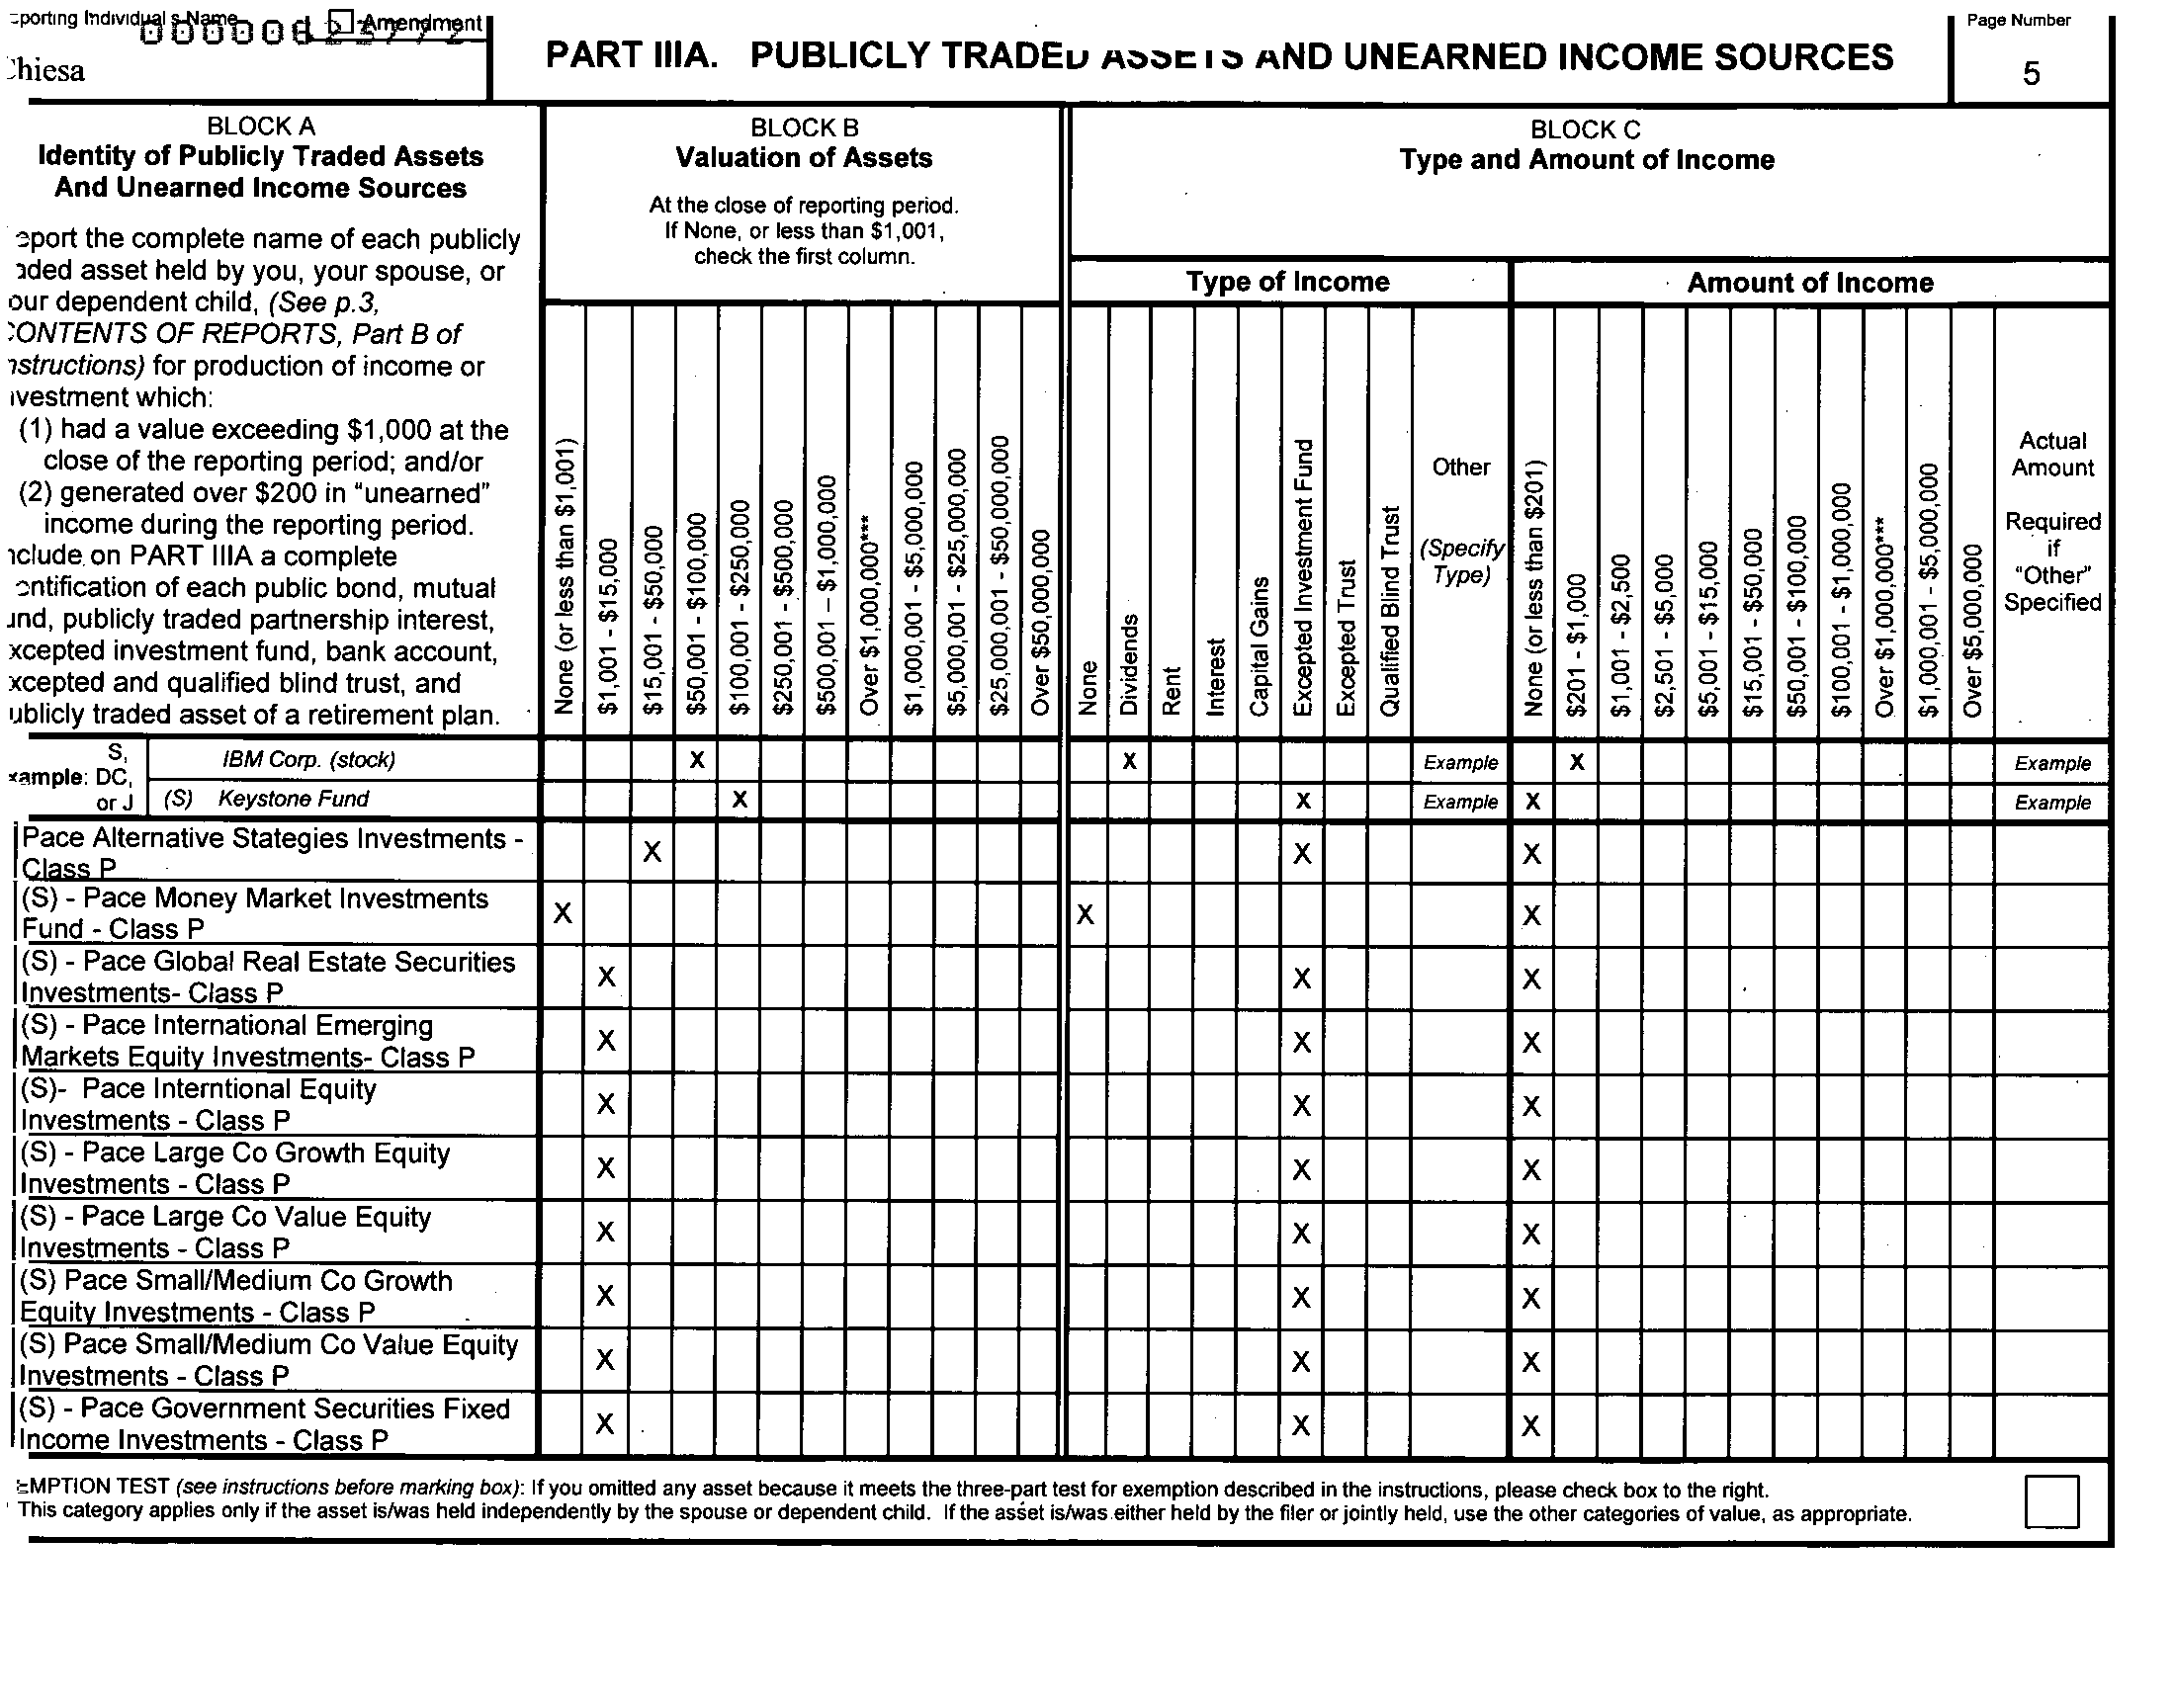 Amendment
PART IIIA. PUBLICLY TRADED ASSETS AND UNEARNED INCOME SOURCES
Page Number
5
BLOCK A
Identity of Publicly Traded Assets
And Unearned Income Sources
the complete name of each publicly
asset held by you, your spouse, or
dependent child, (See p.3,
OF REPORTS, Part B of
for production of income or
which:
(1) had a value exceeding $1,000 at the
close of the reporting period; and/or
(2) generated over $200 in "unearned"
income during the reporting period.
on PART IIIA a complete
of each public bond, mutual
publicly traded partnership interest,
investment fund, bank account,
and qualified blind trust, and
traded asset of a retirement plan.
BLOCK B
Valuation of Assets
At the close of reporting period.
If None, or less than $1,001,
check the first column.
BLOCK C
Type and Amount of Income
Type of Income
Amount of Income
None (or less than $1,001)
$1,001 - $15,000
$15,001 - $50,000
$50,001 - $100,000
$100,001 - $250,000
$250,001 - $500,000
$500,001 – $1,000,000
Over $1,000,000***
$1,000,001 - $5,000,000
$5,000,001 - $25,000,000
$25,000,001 - $50,000,000
Over $50,000,000
None
Dividends
Rent
Interest
Capital Gains
Excepted Investment Fund
Excepted Trust
Qualified Blind Trust
Other
(Specify
Type)
None (or less than $201)
$201 - $1,000
$1,001 - $2,500
$2,501 - $5,000
$5,001 - $15,000
$15,001 - $50,000
$50,001 - $100,000
$100,001 - $1,000,000
Over $1,000,000***
$1,000,001 - $5,000,000
Over $5,000,000
Actual
Amount
Required
if
"Other"
Specified
S,
DC,
or J
IBM Corp. (stock) X X Example X Example
(S) Keystone Fund X X Example X Example
Pace Alternative Stategies Investments -
Class P
X X X
(S) - Pace Money Market Investments
Fund - Class P
X X X
(S) - Pace Global Real Estate Securities
Investments- Class P
X X X
(S) - Pace International Emerging
Markets Equity Investments- Class P
X X X
(S)- Pace Interntional Equity
Investments - Class P
X X X
(S) - Pace Large Co Growth Equity
Investments - Class P
X X X
(S) - Pace Large Co Value Equity
Investments - Class P
X X X
(S) Pace Small/Medium Co Growth
Equity Investments - Class P
X X X
(S) Pace Small/Medium Co Value Equity
Investments - Class P
X X X
(S) - Pace Government Securities Fixed
Income Investments - Class P
X X X
TEST (see instructions before marking box): If you omitted any asset because it meets the three-part test for exemption described in the instructions, please check box to the right.
This category applies only if the asset is/was held independently by the spouse or dependent child. If the asset is/was either held by the filer or jointly held, use the other categories of value, as appropriate.